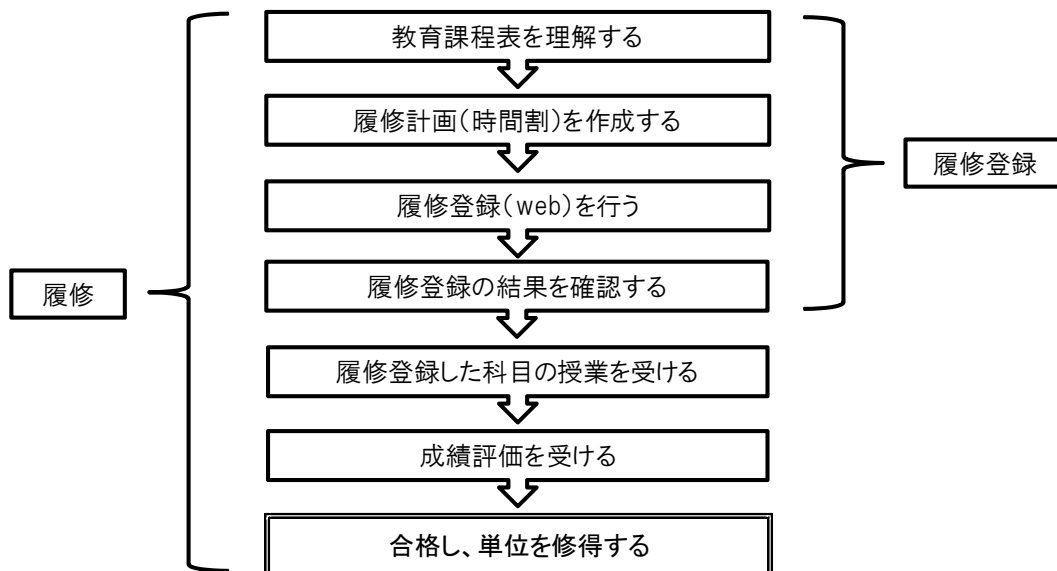 教育課程表を理解する
履修計画（時間割）を作成する
履修登録（web）を行う
履修登録の結果を確認する
履修登録した科目の授業を受ける
成績評価を受ける
合格し、単位を修得する
履修
履修登録